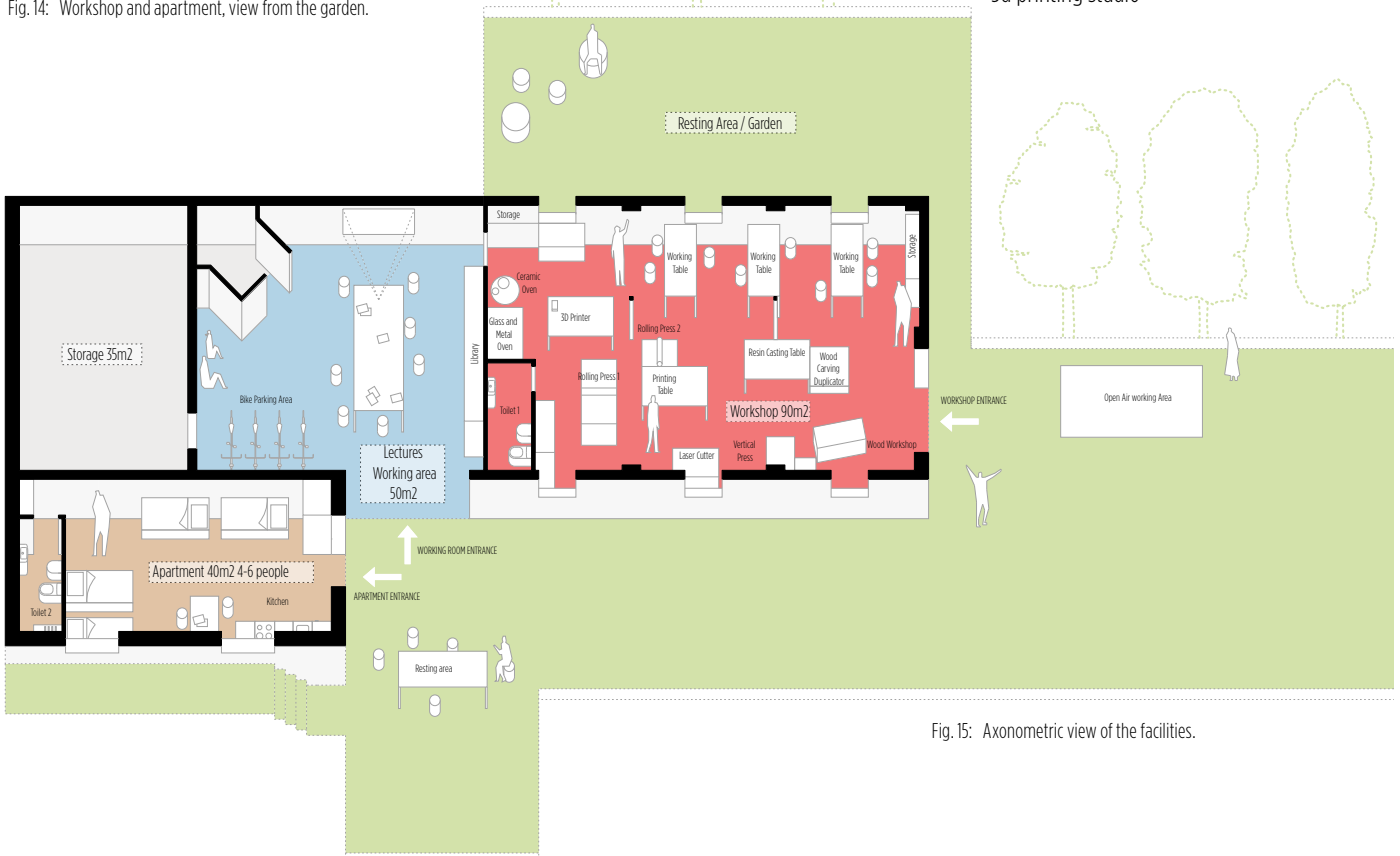 Fig. 14: Workshop and apartment, view from the garden.
3d printing studio
Resting Area / Garden
Storage
Storage
Working
Table
Working
Table
Working
Table
Ceramic
Oven
3D Printer
Glass and
Metal
Oven
Rolling Press 2
Library
Storage 35m2
Resin Casting Table
Wood
Carving
Duplicator
Rolling Press 1
Printing
Table
Bike Parking Area
Toilet 1
Workshop 90m2
WORKSHOP ENTRANCE
Open Air working Area
Lectures
Working area
50m2
Laser Cutter
Vertical
Press
Wood Workshop
WORKING ROOM ENTRANCE
Apartment 40m2 4-6 people
APARTMENT ENTRANCE
Toilet 2
Kitchen
Resting area
Fig. 15: Axonometric view of the facilities.